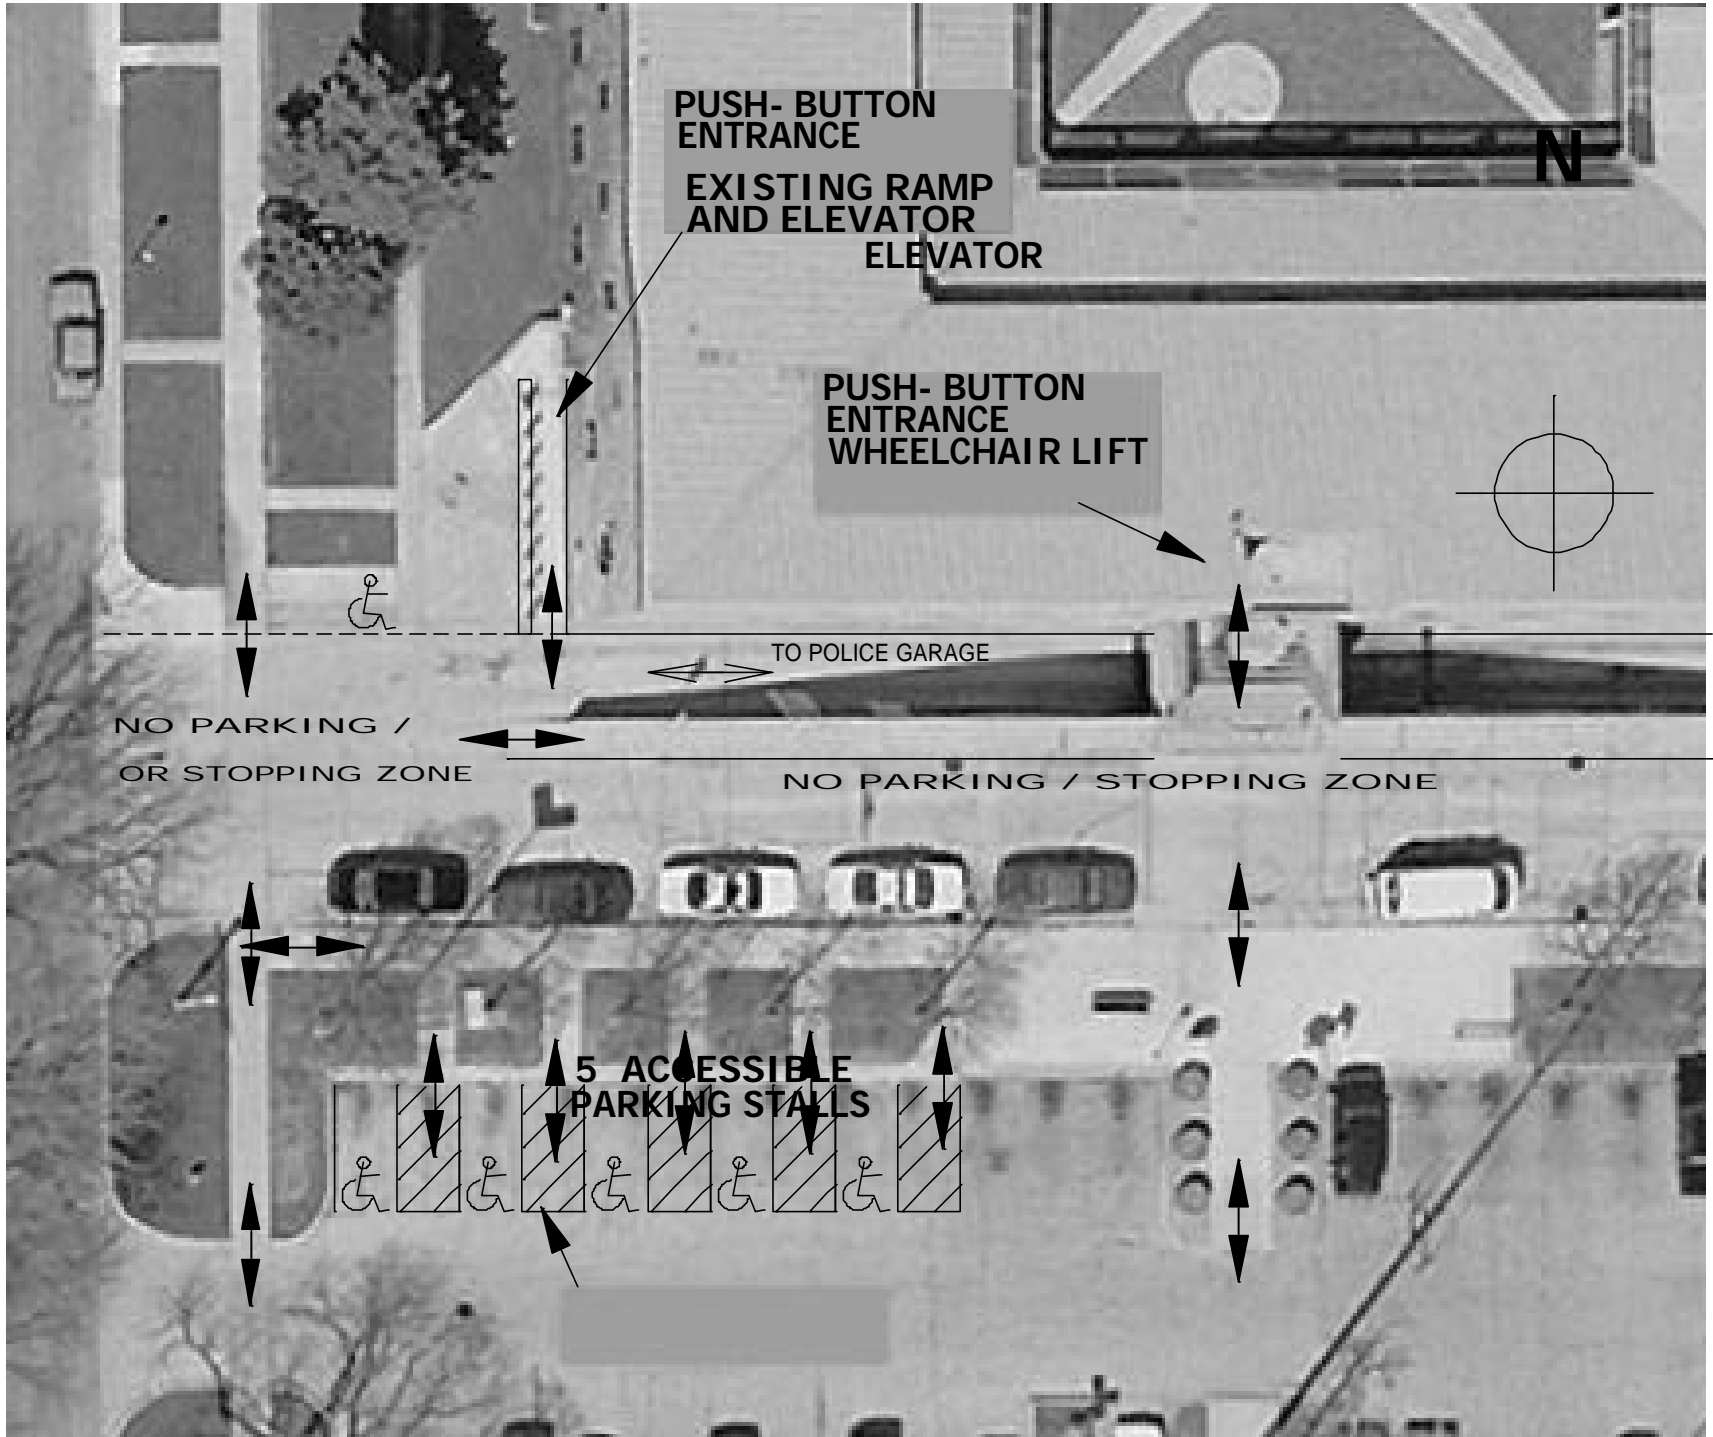 PUSH- BUTTON
ENTRANCE
EXISTING RAMP
AND ELEVATOR
ELEVATOR
N
PUSH- BUTTON
ENTRANCE
WHEELCHAIR LIFT
TO POLICE GARAGE
NO PARKING /
OR STOPPING ZONE
NO PARKING / STOPPING ZONE
5 ACCESSIBLE
PARKING STALLS